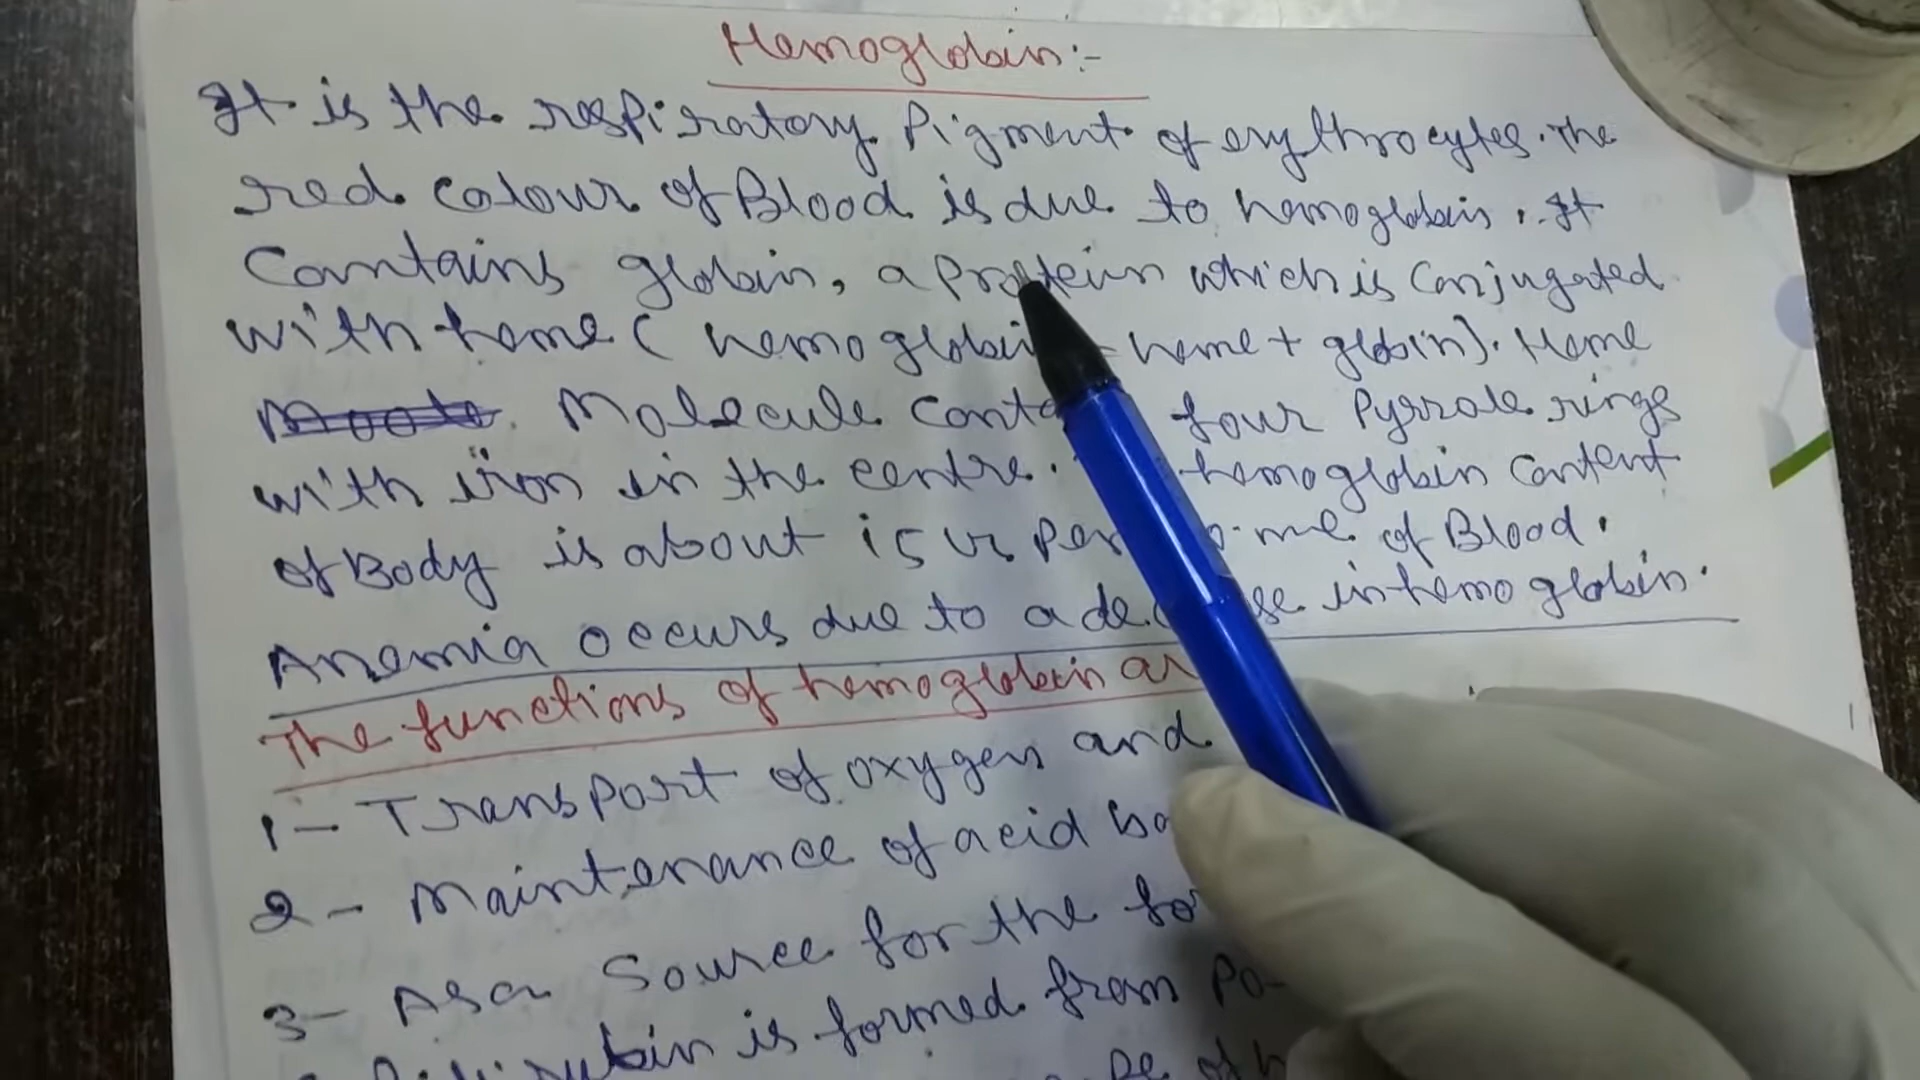 Hemoglobin:-
It is the respiratory Pigment of erythrocytes. The
red colour of Blood is due to hemoglobin. It
Contains globin, a Protein which is Conjugated
with heme ( hemoglobin = heme + globin). Heme
Molecule four Pyrrole rings
with iron in the centre. hemoglobin Content
of Body is about 15 Per of Blood.
Anemia occurs due to a in hemoglobin.
The functions of hemoglobin
1- Transport of oxygen and
2- Maintenance of acid
3- As a Source for the
is formed from